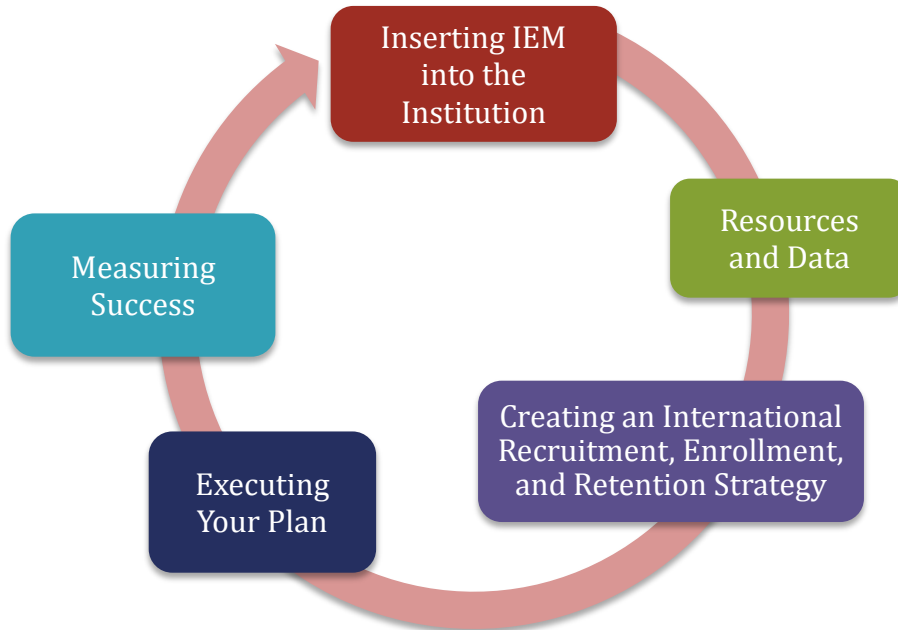 Inserting IEM
into the
Institution
Resources
and Data
Creating an International
Recruitment, Enrollment,
and Retention Strategy
Executing
Your Plan
Measuring
Success